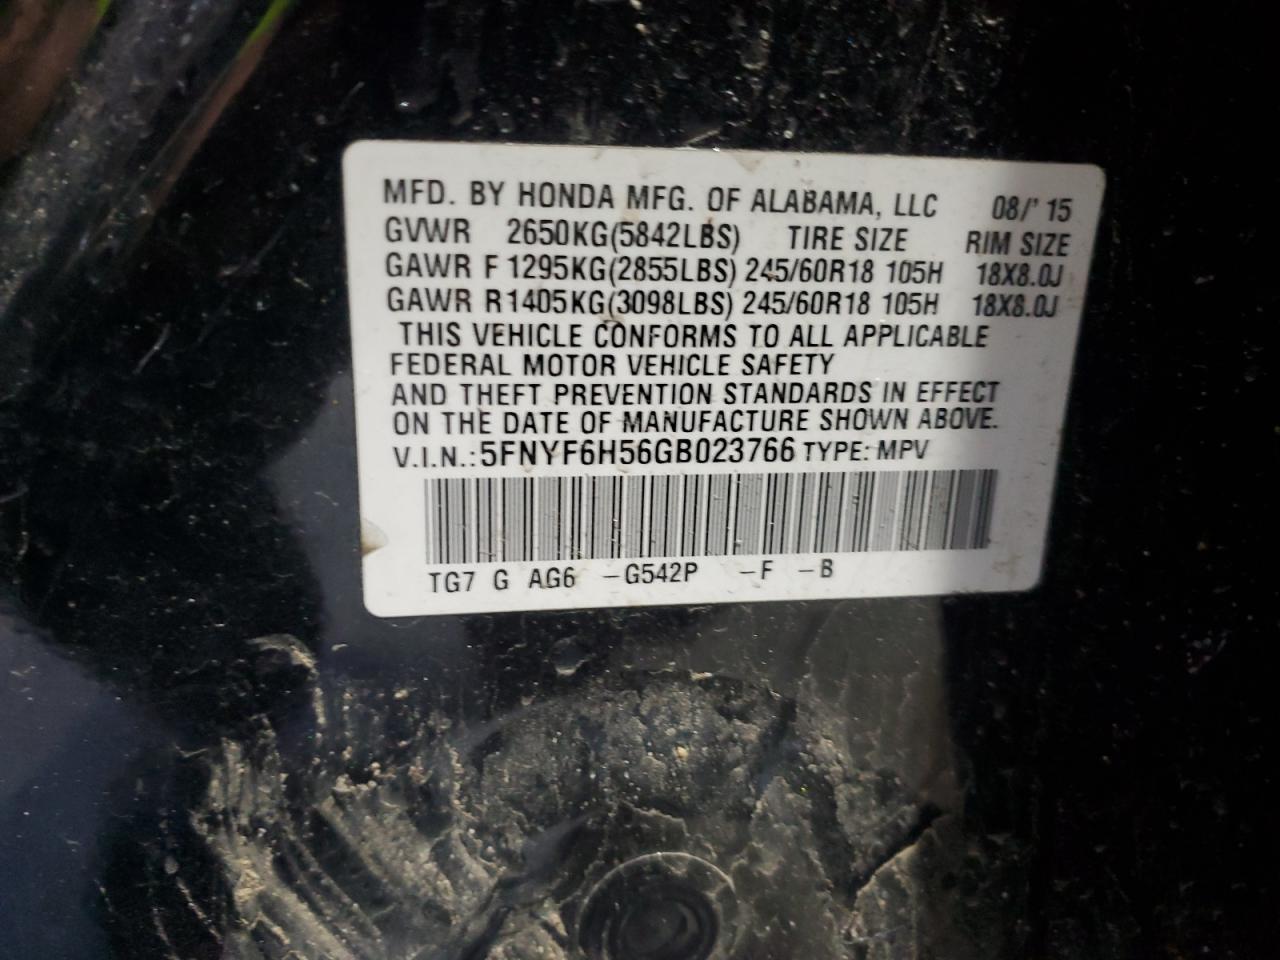 MFD. BY HONDA MFG. OF ALABAMA, LLC 08/' 15
GVWR 2650KG(5842LBS) TIRE SIZE RIM SIZE
GAWR F 1295KG(2855LBS) 245/60R18 105H 18X8.0J
GAWR R1405KG(3098LBS) 245/60R18 105H 18X8.0J
THIS VEHICLE CONFORMS TO ALL APPLICABLE
FEDERAL MOTOR VEHICLE SAFETY
AND THEFT PREVENTION STANDARDS IN EFFECT
ON THE DATE OF MANUFACTURE SHOWN ABOVE.
V.I.N.: 5FNYF6H56GB023766 TYPE: MPV
TG7 G AG6 -G542P -F -B